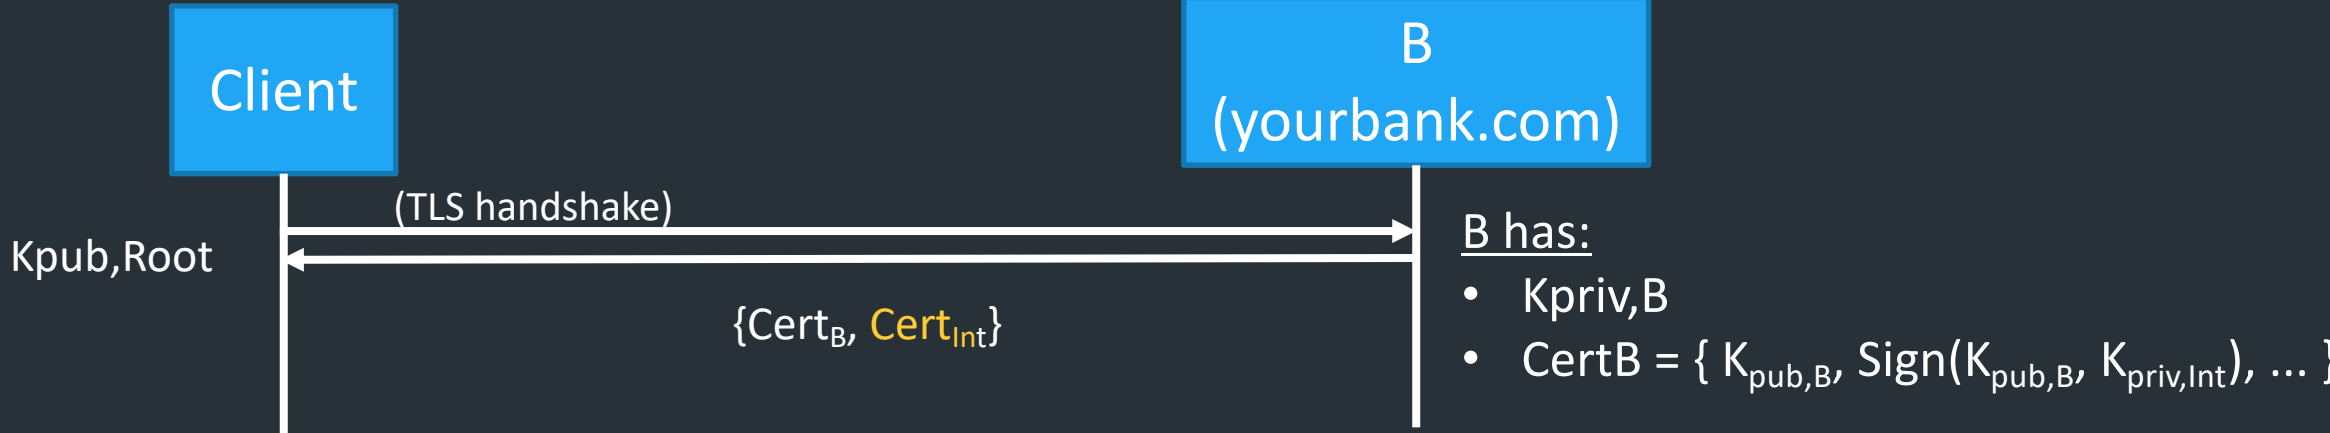 Client
B
(yourbank.com)
(TLS handshake)
Kpub,Root
{CertB, CertInt}
B has:
• Kpriv,B
• CertB = { Kpub,B, Sign(Kpub,B, Kpriv,Int), ... }